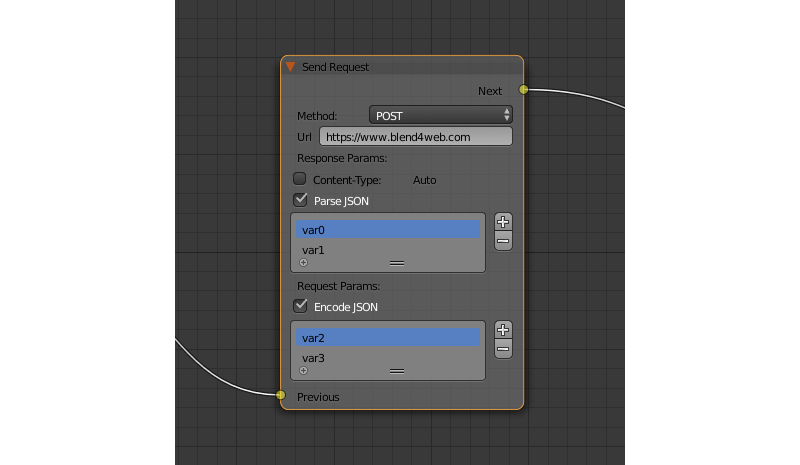 Send Request
Next
Method: POST
Url https://www.blend4web.com
Response Params:
Content-Type: Auto
Parse JSON
var0
var1
Request Params:
Encode JSON
var2
var3
Previous